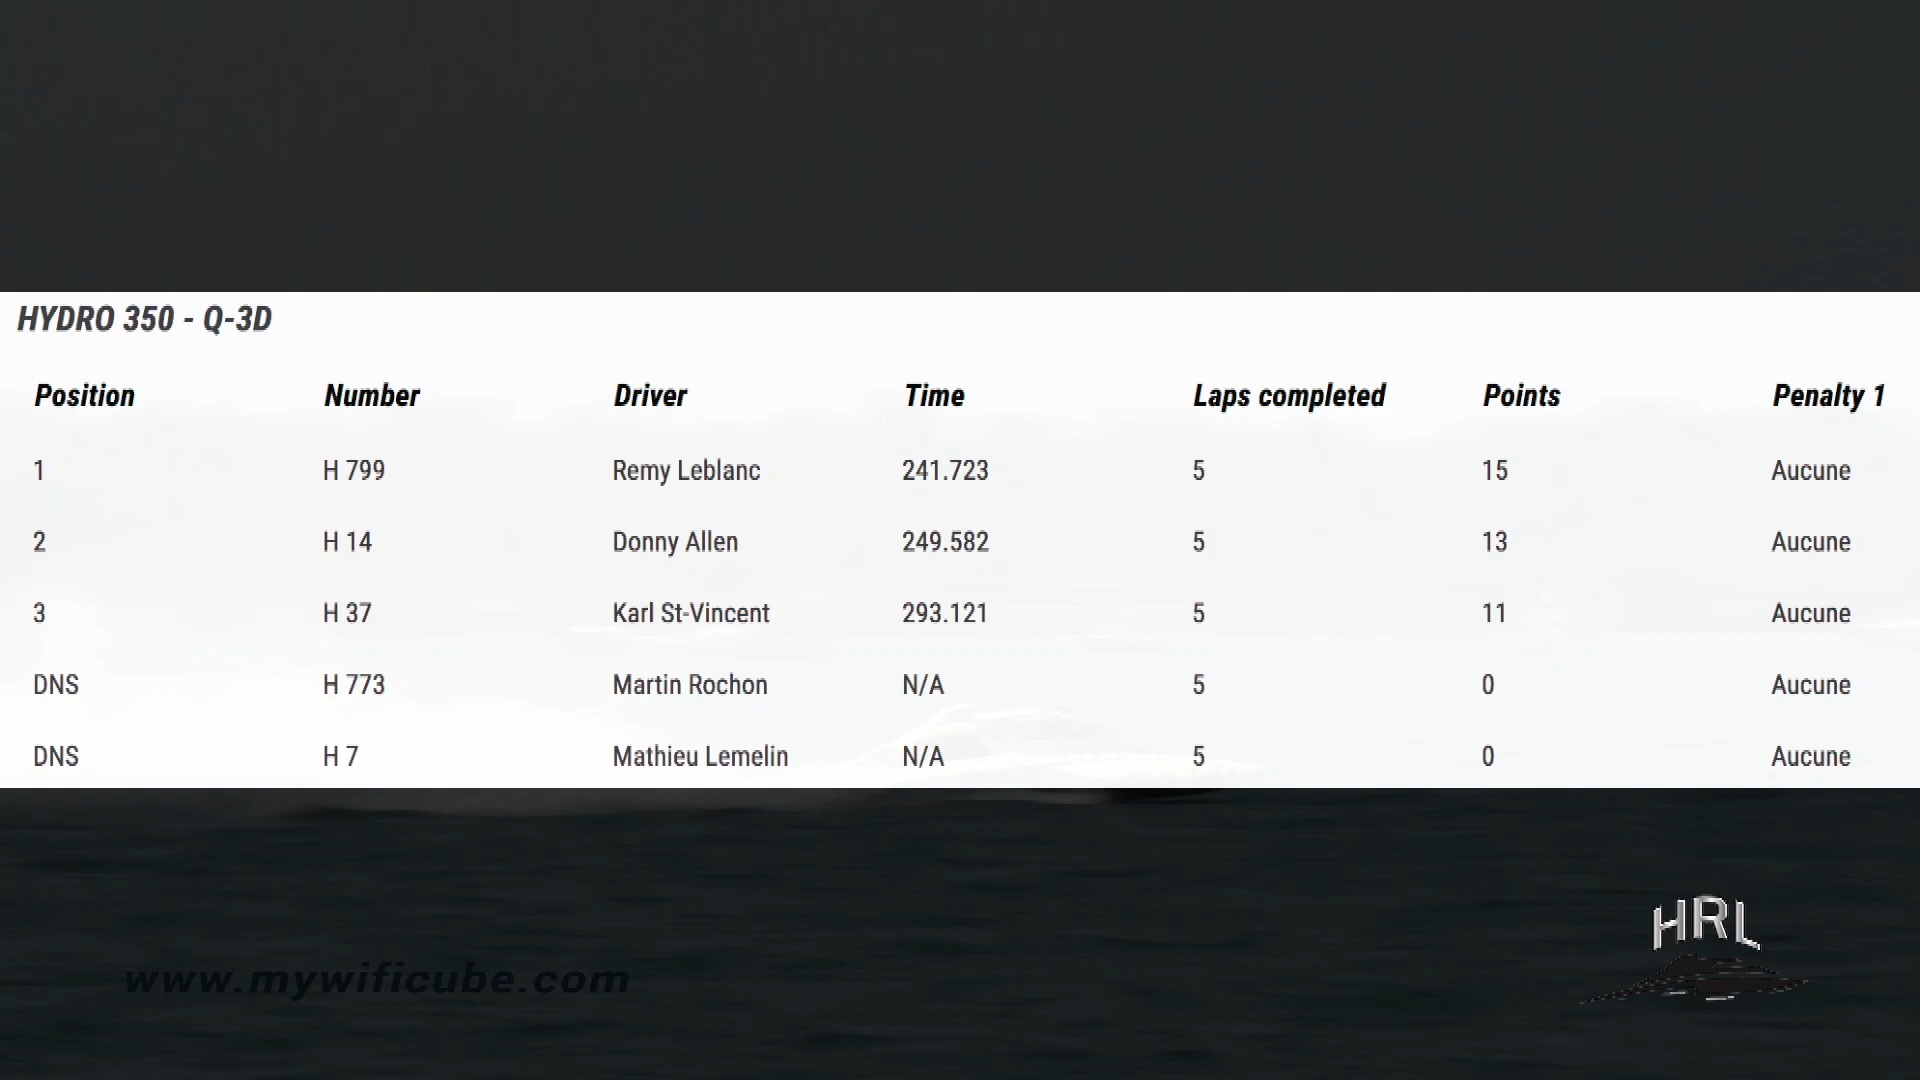 HYDRO 350 - Q-3D
Position Number Driver Time Laps completed Points Penalty 1
1 H 799 Remy Leblanc 241.723 5 15 Aucune
2 H 14 Donny Allen 249.582 5 13 Aucune
3 H 37 Karl St-Vincent 293.121 5 11 Aucune
DNS H 773 Martin Rochon N/A 5 0 Aucune
DNS H 7 Mathieu Lemelin N/A 5 0 Aucune
HRL
www.mywificube.com